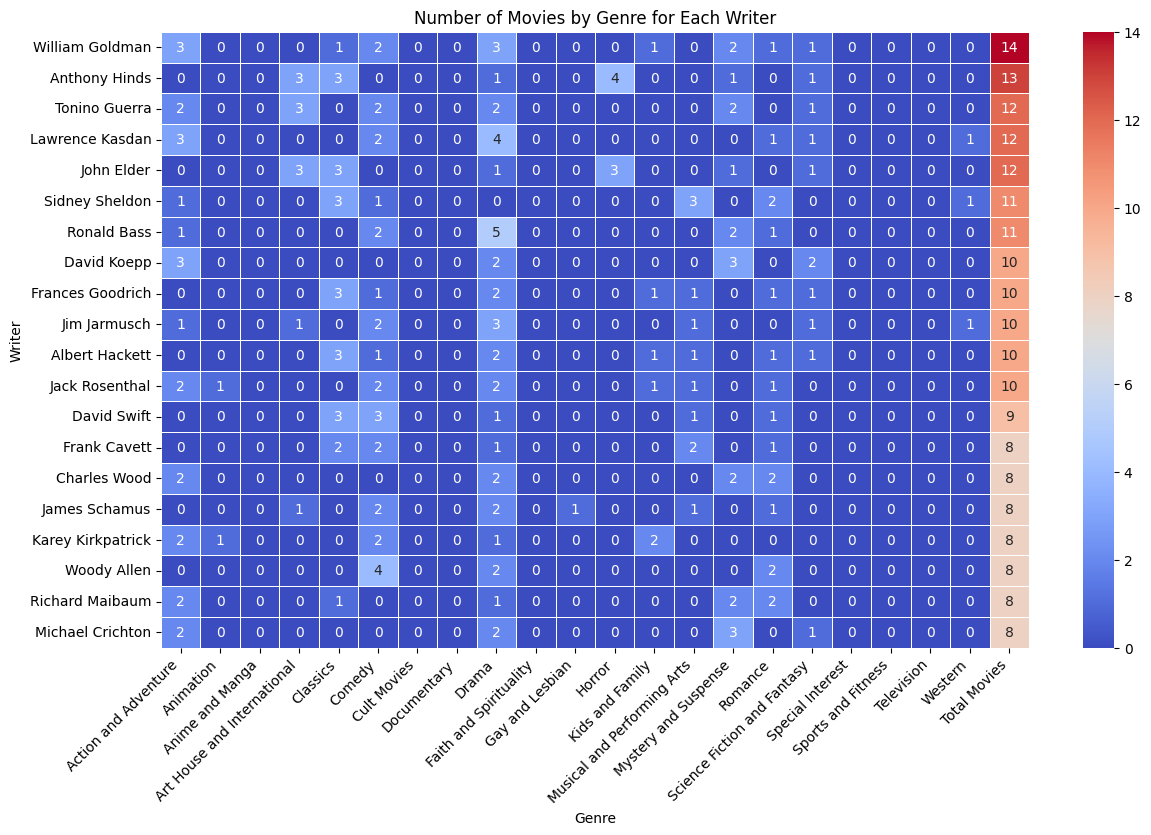 Number of Movies by Genre for Each Writer
William Goldman 3 0 0 0 1 2 0 0 3 0 0 0 1 0 2 1 1 0 0 0 0 14
Anthony Hinds 0 0 0 3 3 0 0 0 1 0 0 4 0 0 1 0 1 0 0 0 0 13
Tonino Guerra 2 0 0 3 0 2 0 0 2 0 0 0 0 0 2 0 1 0 0 0 0 12
Lawrence Kasdan 3 0 0 0 0 2 0 0 4 0 0 0 0 0 0 1 1 0 0 0 1 12
John Elder 0 0 0 3 3 0 0 0 1 0 0 3 0 0 1 0 1 0 0 0 0 12
Sidney Sheldon 1 0 0 0 3 1 0 0 0 0 0 0 0 3 0 2 0 0 0 0 1 11
Ronald Bass 1 0 0 0 0 2 0 0 5 0 0 0 0 0 2 1 0 0 0 0 0 11
David Koepp 3 0 0 0 0 0 0 0 2 0 0 0 0 0 3 0 2 0 0 0 0 10
Frances Goodrich 0 0 0 0 3 1 0 0 2 0 0 0 1 1 0 1 1 0 0 0 0 10
Jim Jarmusch 1 0 0 1 0 2 0 0 3 0 0 0 0 1 0 0 1 0 0 0 1 10
Albert Hackett 0 0 0 0 3 1 0 0 2 0 0 0 1 1 0 1 1 0 0 0 0 10
Jack Rosenthal 2 1 0 0 0 2 0 0 2 0 0 0 1 1 0 1 0 0 0 0 0 10
David Swift 0 0 0 0 3 3 0 0 1 0 0 0 0 1 0 1 0 0 0 0 0 9
Frank Cavett 0 0 0 0 2 2 0 0 1 0 0 0 0 2 0 1 0 0 0 0 0 8
Charles Wood 2 0 0 0 0 0 0 0 2 0 0 0 0 0 2 2 0 0 0 0 0 8
James Schamus 0 0 0 1 0 2 0 0 2 0 1 0 0 1 0 1 0 0 0 0 0 8
Karey Kirkpatrick 2 1 0 0 0 2 0 0 1 0 0 0 2 0 0 0 0 0 0 0 0 8
Woody Allen 0 0 0 0 0 4 0 0 2 0 0 0 0 0 0 2 0 0 0 0 0 8
Richard Maibaum 2 0 0 0 1 0 0 0 1 0 0 0 0 0 2 2 0 0 0 0 0 8
Michael Crichton 2 0 0 0 0 0 0 0 2 0 0 0 0 0 3 0 1 0 0 0 0 8
Writer
Action and Adventure
Animation
Anime and Manga
Art House and International
Classics
Comedy
Cult Movies
Documentary
Drama
Faith and Spirituality
Gay and Lesbian
Horror
Kids and Family
Musical and Performing Arts
Mystery and Suspense
Romance
Science Fiction and Fantasy
Special Interest
Sports and Fitness
Television
Western
Total Movies
Genre
14
12
10
8
6
4
2
0